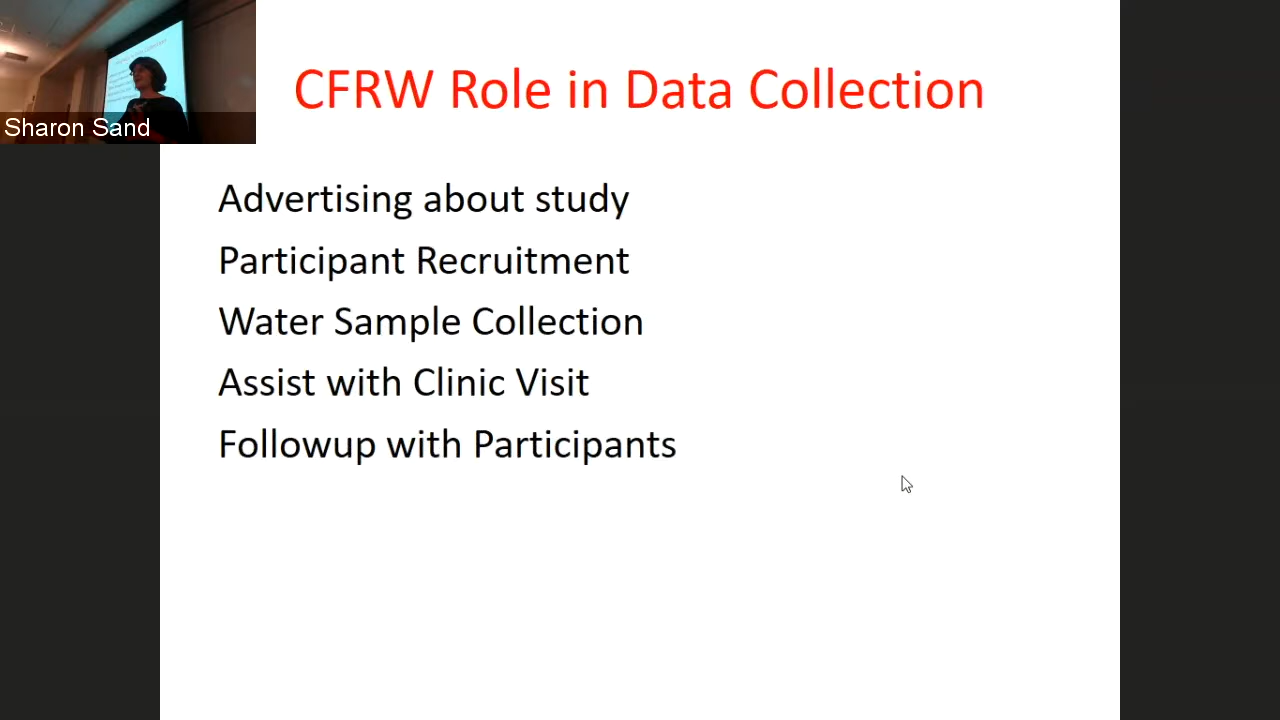 CFRW Role in Data Collection
Sharon Sand
Advertising about study
Participant Recruitment
Water Sample Collection
Assist with Clinic Visit
Followup with Participants